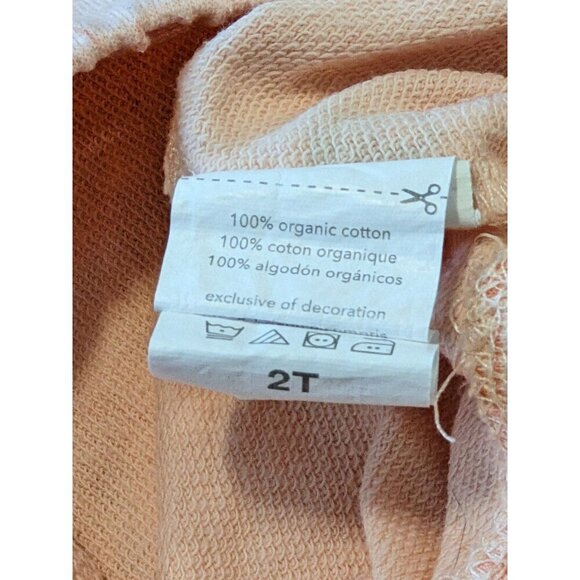 100% organic cotton
100% coton organique
100% algodón orgánicos
exclusive of decoration
2T